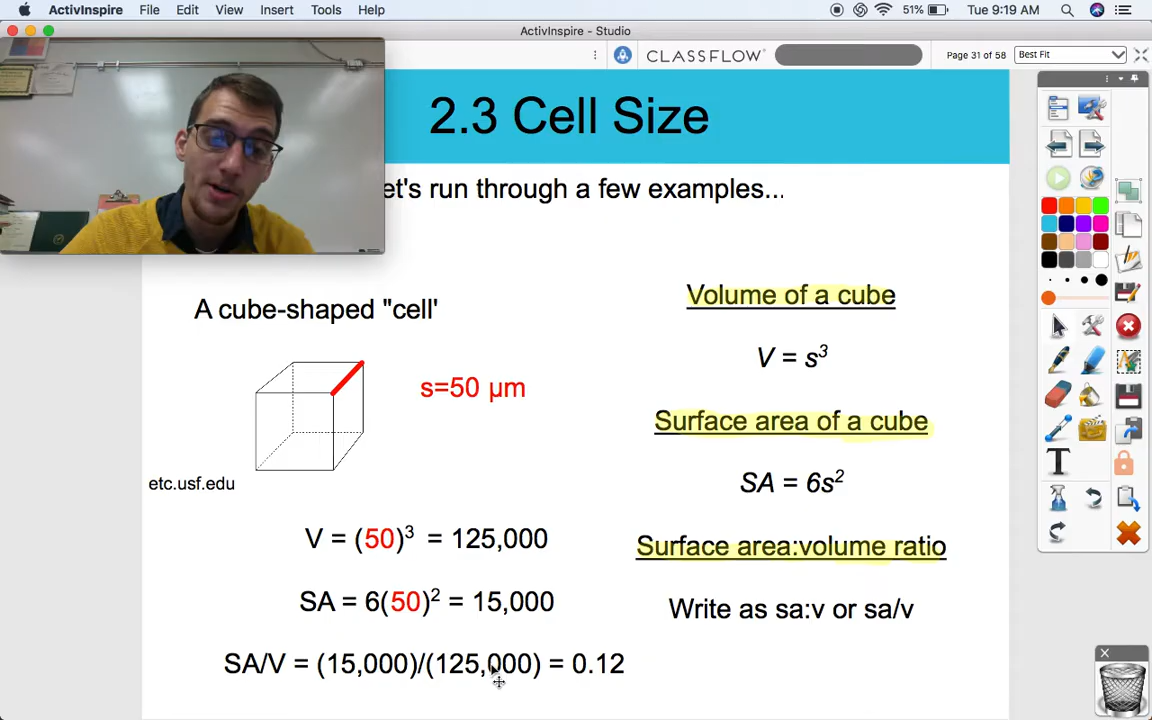 ActivInspire File Edit View Insert Tools Help 51% Tue 9:19 AM
ActivInspire - Studio
CLASSFLOW Page 31 of 58 Best Fit
2.3 Cell Size
et's run through a few examples...
A cube-shaped "cell'
s=50 µm
etc.usf.edu
V = (50)³ = 125,000
SA = 6(50)² = 15,000
SA/V = (15,000)/(125,000) = 0.12
Volume of a cube
V = s³
Surface area of a cube
SA = 6s²
Surface area:volume ratio
Write as sa:v or sa/v
T